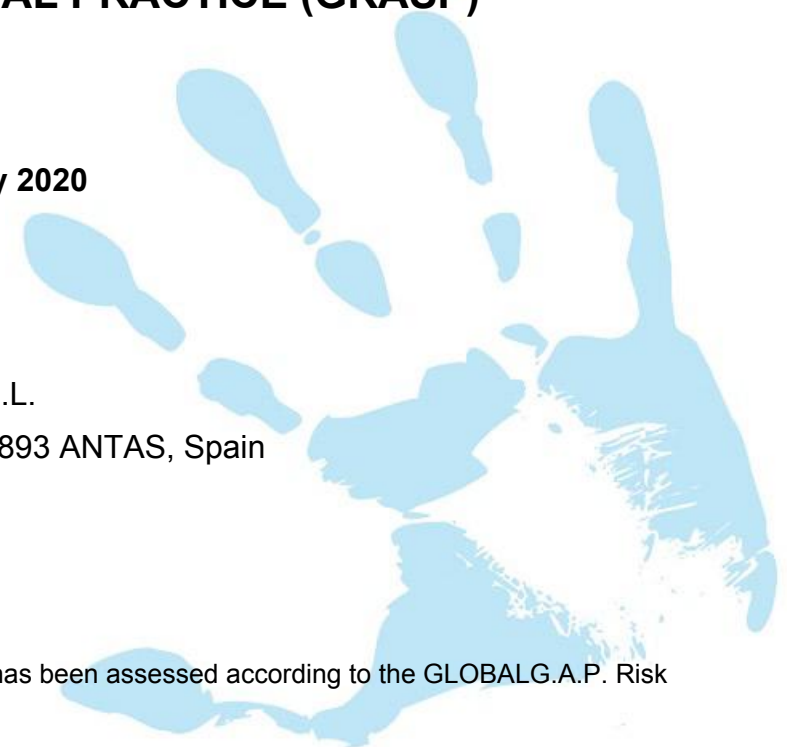 AL PRACTICE (GRASP)
y 2020
.L.
893 ANTAS, Spain
has been assessed according to the GLOBALG.A.P. Risk